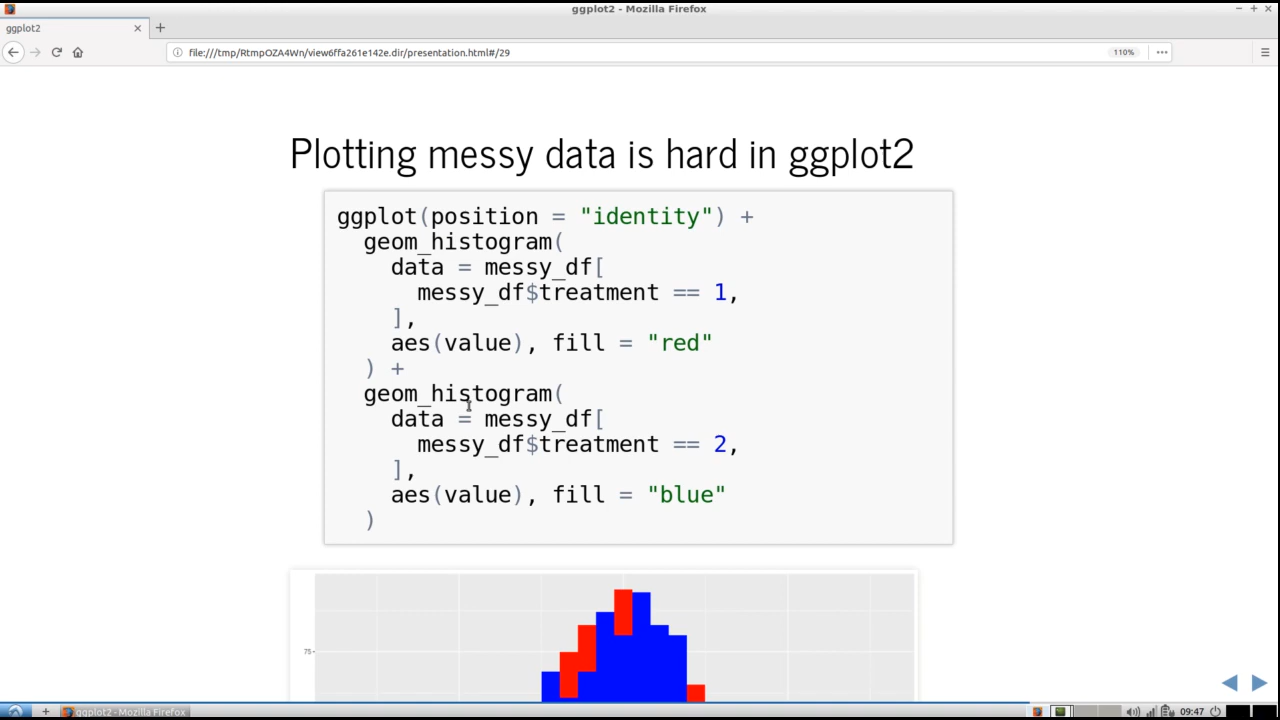 ggplot2 - Mozilla Firefox
ggplot2
file:///tmp/RtmpOZA4Wn/view6ffa261e142e.dir/presentation.html#/29
110%
Plotting messy data is hard in ggplot2
ggplot(position = "identity") +
  geom_histogram(
    data = messy_df[
      messy_df$treatment == 1,
    ],
    aes(value), fill = "red"
  ) +
  geom_histogram(
    data = messy_df[
      messy_df$treatment == 2,
    ],
    aes(value), fill = "blue"
  )
75
ggplot2 - Mozilla Firefox
09:47